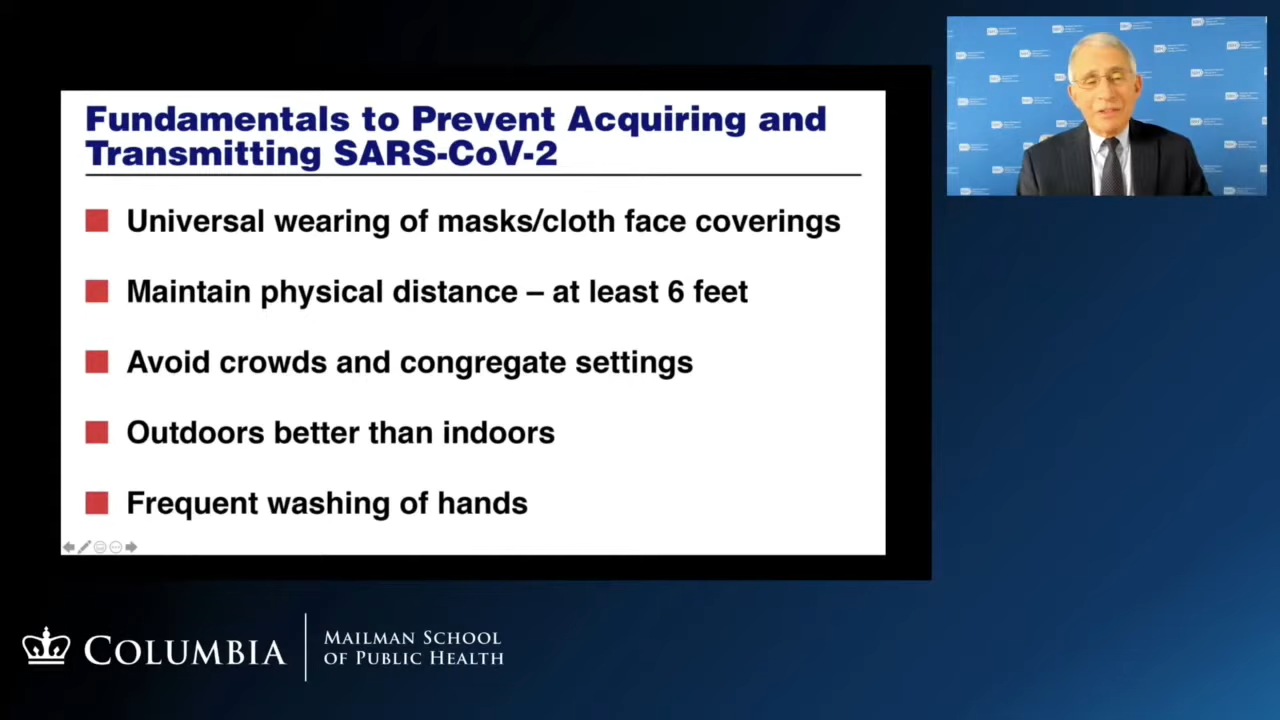 Fundamentals to Prevent Acquiring and
Transmitting SARS-CoV-2
Universal wearing of masks/cloth face coverings
Maintain physical distance – at least 6 feet
Avoid crowds and congregate settings
Outdoors better than indoors
Frequent washing of hands
COLUMBIA
MAILMAN SCHOOL
OF PUBLIC HEALTH